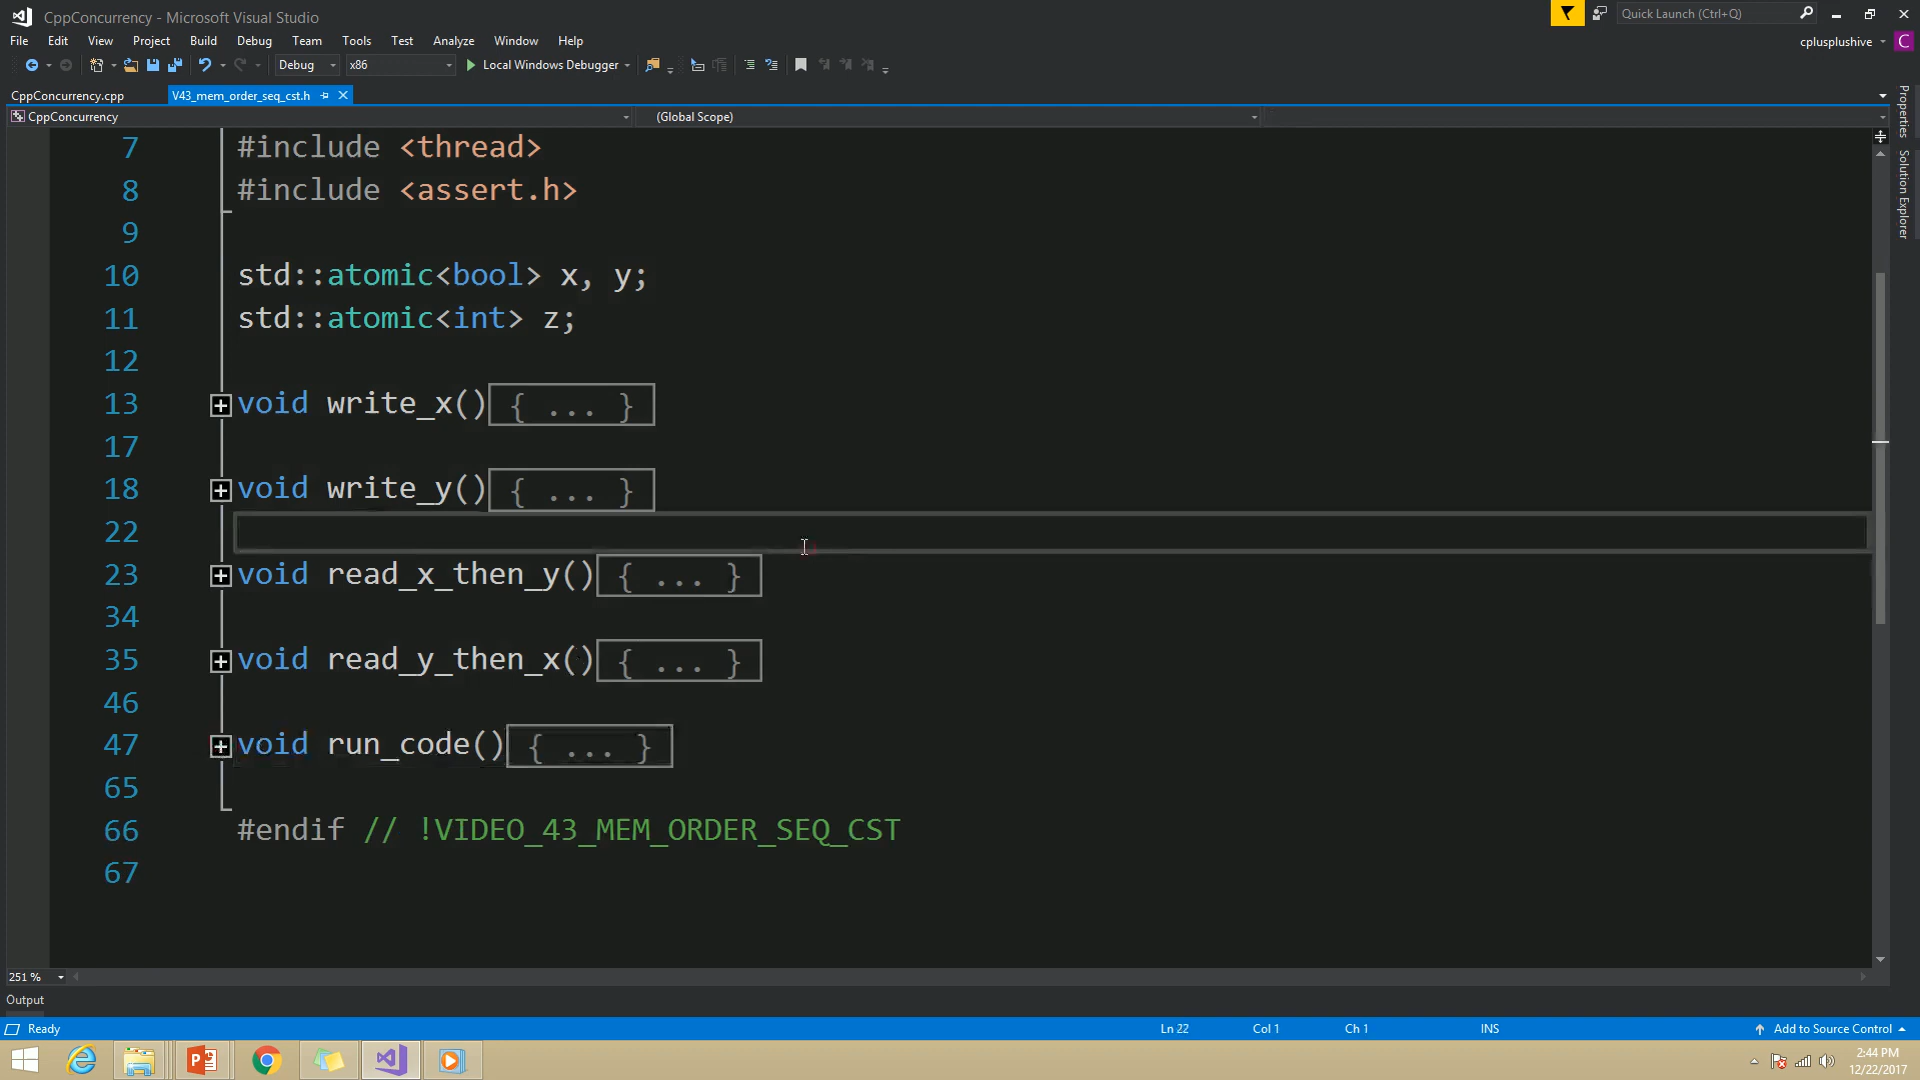 CppConcurrency - Microsoft Visual Studio
Quick Launch (Ctrl+Q)
File Edit View Project Build Debug Team Tools Test Analyze Window Help
cplusplushive C
Debug x86 Local Windows Debugger
CppConcurrency.cpp V43_mem_order_seq_cst.h
CppConcurrency (Global Scope)
Properties
Solution Explorer
7 #include <thread>
8 #include <assert.h>
9
10 std::atomic<bool> x, y;
11 std::atomic<int> z;
12
13 void write_x(){ ... }
17
18 void write_y(){ ... }
22
23 void read_x_then_y(){ ... }
34
35 void read_y_then_x(){ ... }
46
47 void run_code(){ ... }
65
66 #endif // !VIDEO_43_MEM_ORDER_SEQ_CST
67
251 %
Output
Ready Ln 22 Col 1 Ch 1 INS Add to Source Control
2:44 PM
12/22/2017